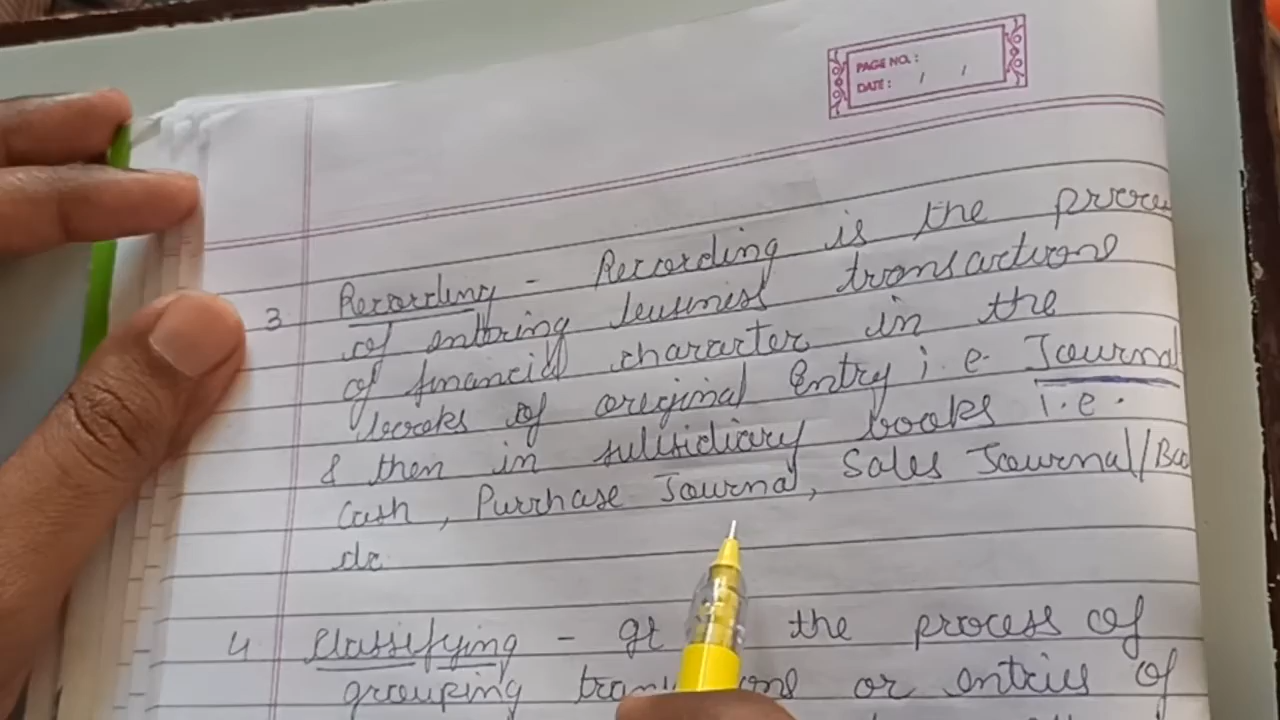 PAGE NO. :
DATE : / /
3 Recording - Recording is the proces
of entering business transactions
of financial character in the
books of original Entry i.e. Journal
& then in subsidiary books i.e.
Cash, Purchase Journal, Sales Journal/Boo
etc
4 Classifying - It the process of
grouping or entries of